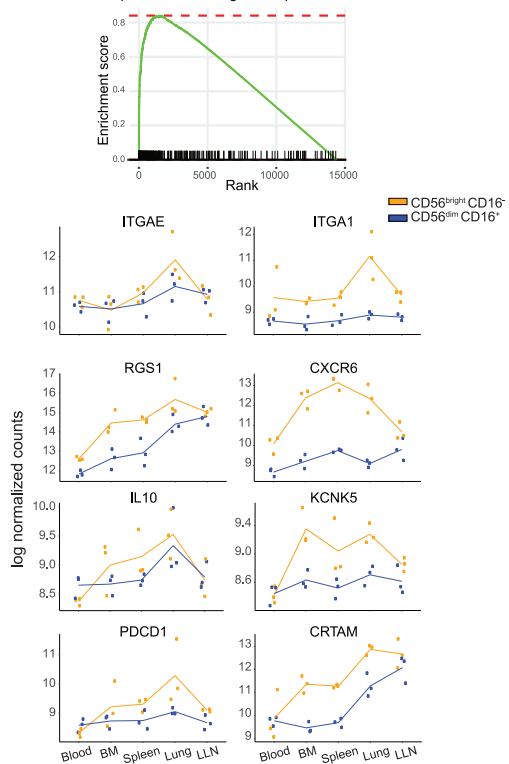 Enrichment score
0.8
0.6
0.4
0.2
0.0
0 5000 10000 15000
Rank
CD56bright CD16-
CD56dim CD16+
log normalized counts
ITGAE
12
11
10
ITGA1
12
11
10
9
RGS1
17
16
15
14
13
12
CXCR6
13
12
11
10
9
IL10
10.0
9.5
9.0
8.5
KCNK5
9.4
9.0
8.6
PDCD1
11
10
9
CRTAM
13
12
11
10
Blood BM Spleen Lung LLN
Blood BM Spleen Lung LLN